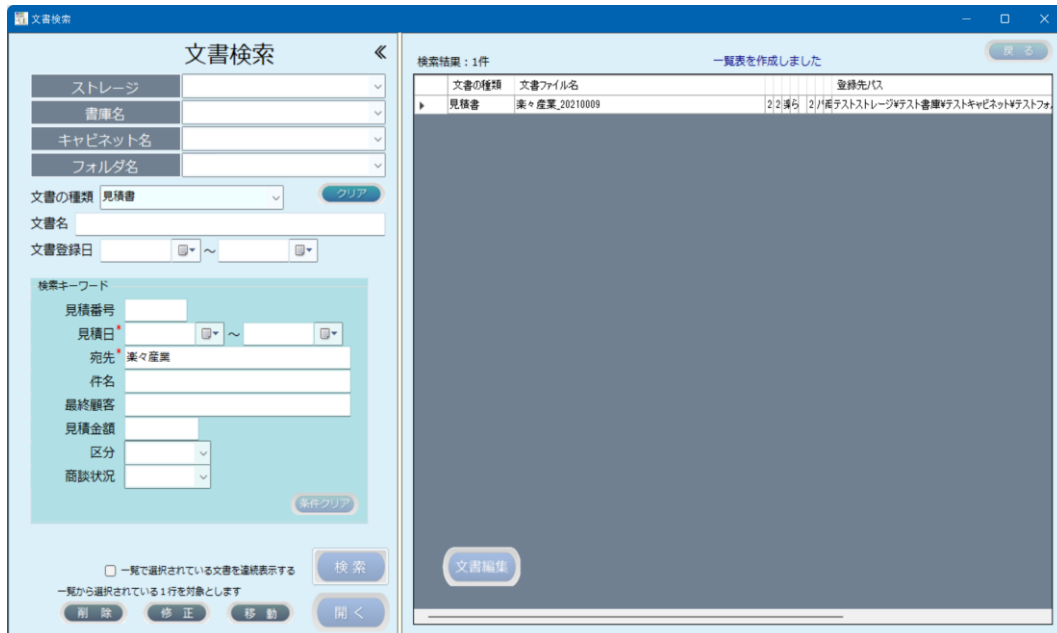 文書検索
文書検索
ストレージ
書庫名
キャビネット名
フォルダ名
文書の種類 見積書
クリア
文書名
文書登録日 ～
検索キーワード
見積番号
見積日* ～
宛先*楽々産業
件名
最終顧客
見積金額
区分
商談状況
条件クリア
一覧で選択されている文書を連続表示する
検索
一覧から選択されている1行を対象とします
削除 修正 移動
開く
検索結果：1件
一覧表を作成しました
戻る
文書の種類 文書ファイル名 登録先パス
見積書 楽々産業_20210009 テストストレージ¥テスト書庫¥テストキャビネット¥テストフォ
文書編集